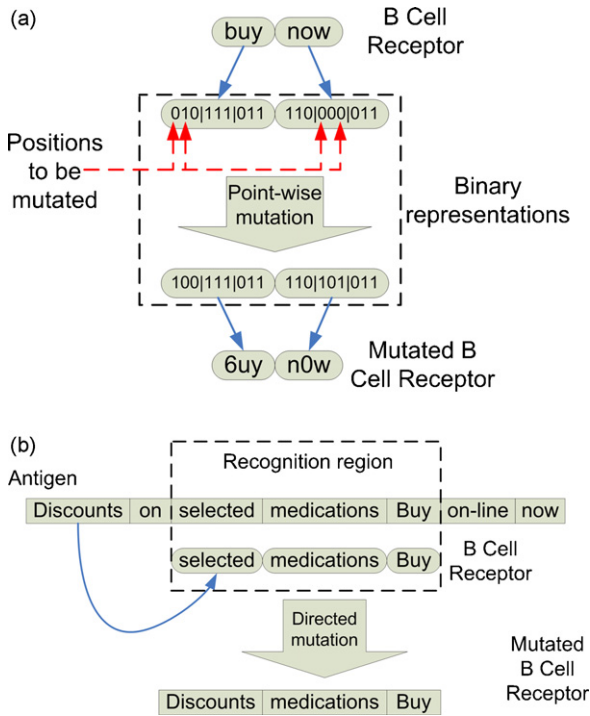 (a)
buy now
B Cell
Receptor
010|111|011 110|000|011
Positions
to be
mutated
Point-wise
mutation
Binary
representations
100|111|011 110|101|011
6uy n0w
Mutated B
Cell Receptor
(b)
Recognition region
Antigen
Discounts on selected medications Buy on-line now
selected medications Buy
B Cell
Receptor
Directed
mutation
Mutated
B Cell
Receptor
Discounts medications Buy